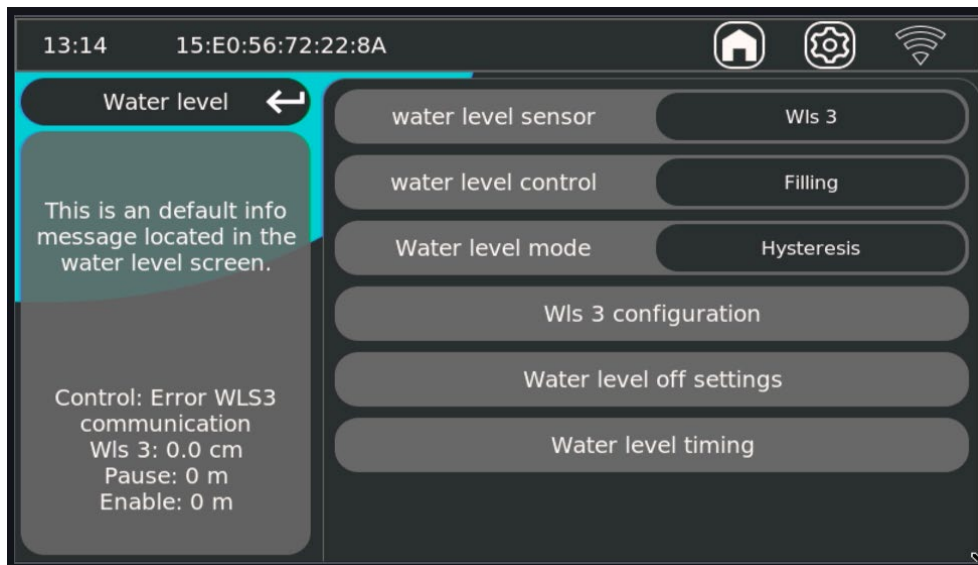 13:14 15:E0:56:72:22:8A
Water level
This is an default info
message located in the
water level screen.
Control: Error WLS3
communication
Wls 3: 0.0 cm
Pause: 0 m
Enable: 0 m
water level sensor Wls 3
water level control Filling
Water level mode Hysteresis
Wls 3 configuration
Water level off settings
Water level timing